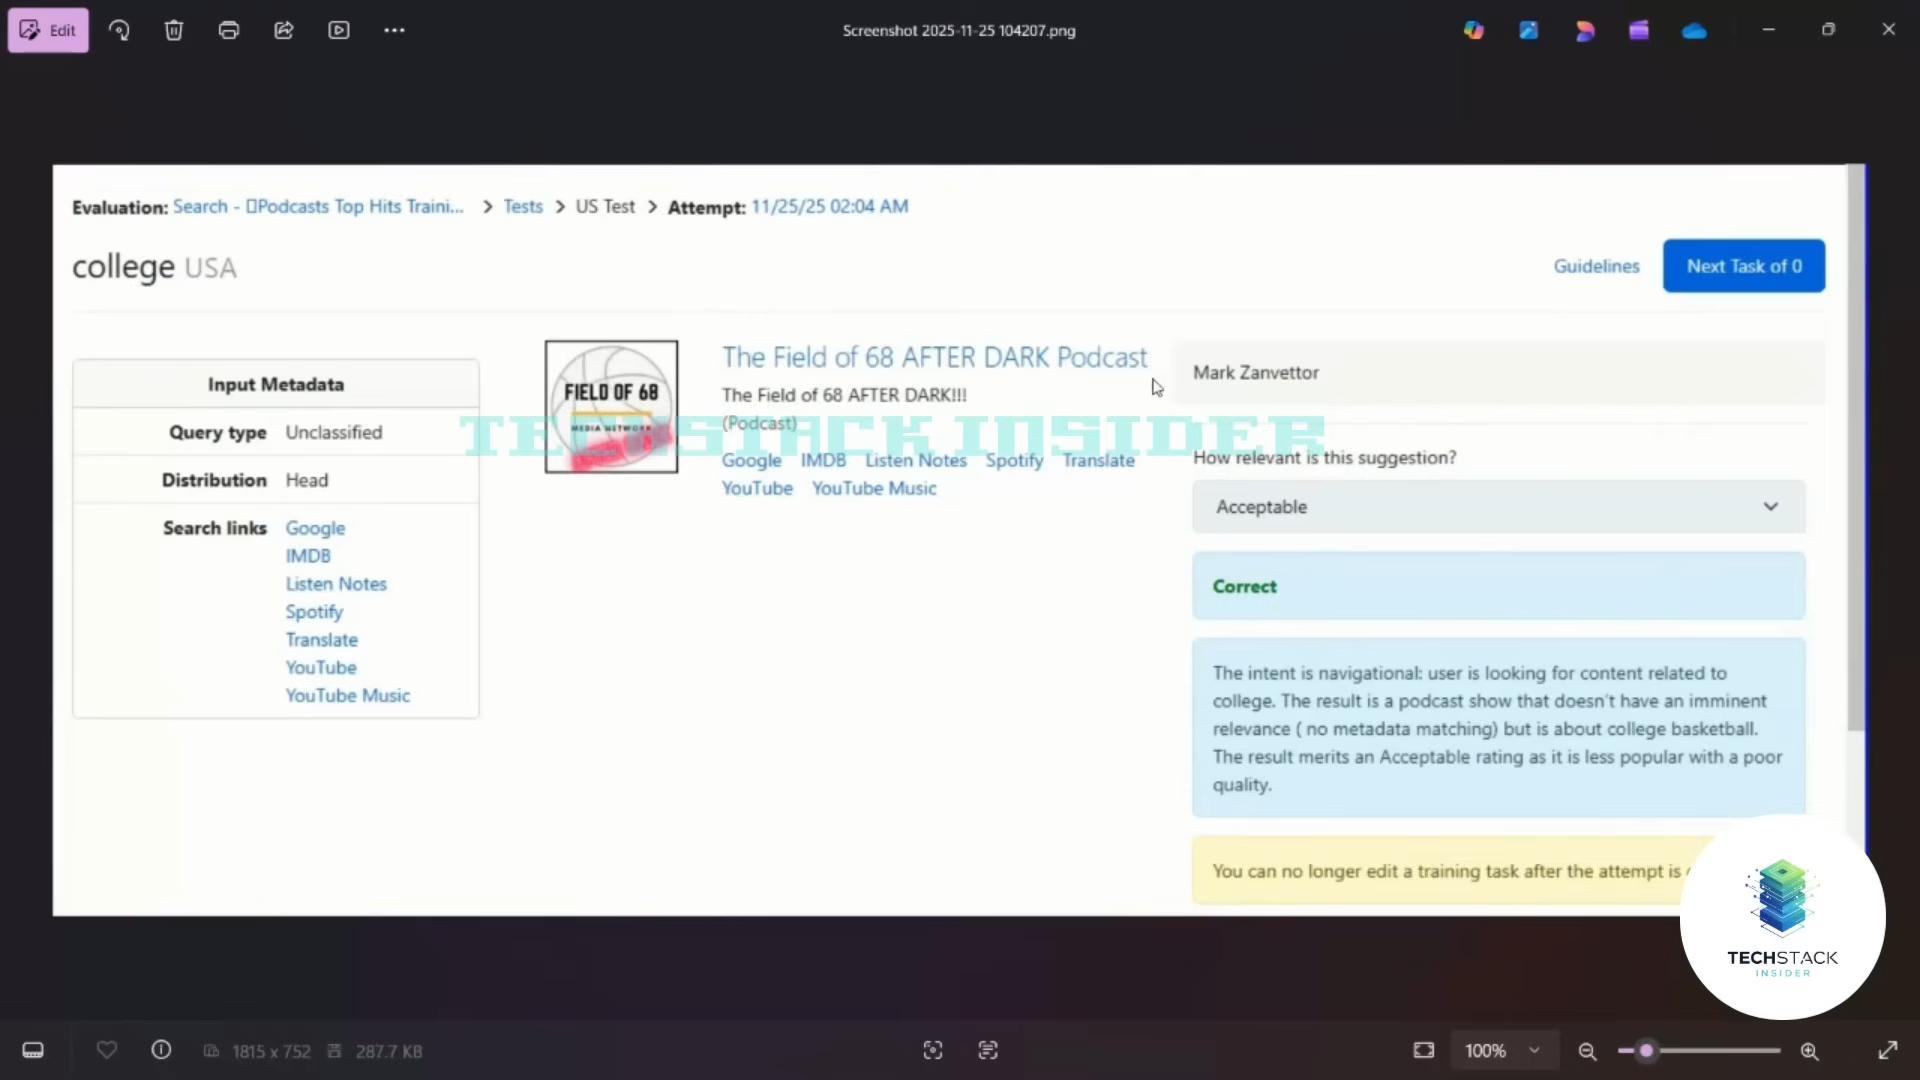 Edit
Screenshot 2025-11-25 104207.png
Evaluation: Search - ▯Podcasts Top Hits Traini... > Tests > US Test > Attempt: 11/25/25 02:04 AM
college USA
Guidelines
Next Task of 0
Input Metadata
Query type Unclassified
Distribution Head
Search links Google
IMDB
Listen Notes
Spotify
Translate
YouTube
YouTube Music
FIELD OF 68
MEDIA NETWORK
The Field of 68 AFTER DARK Podcast
The Field of 68 AFTER DARK!!!
(Podcast)
Google IMDB Listen Notes Spotify Translate
YouTube YouTube Music
TECHSTACK INSIDER
Mark Zanvettor
How relevant is this suggestion?
Acceptable
Correct
The intent is navigational: user is looking for content related to
college. The result is a podcast show that doesn't have an imminent
relevance ( no metadata matching) but is about college basketball.
The result merits an Acceptable rating as it is less popular with a poor
quality.
You can no longer edit a training task after the attempt is
TECHSTACK
INSIDER
1815 x 752
287.7 KB
100%